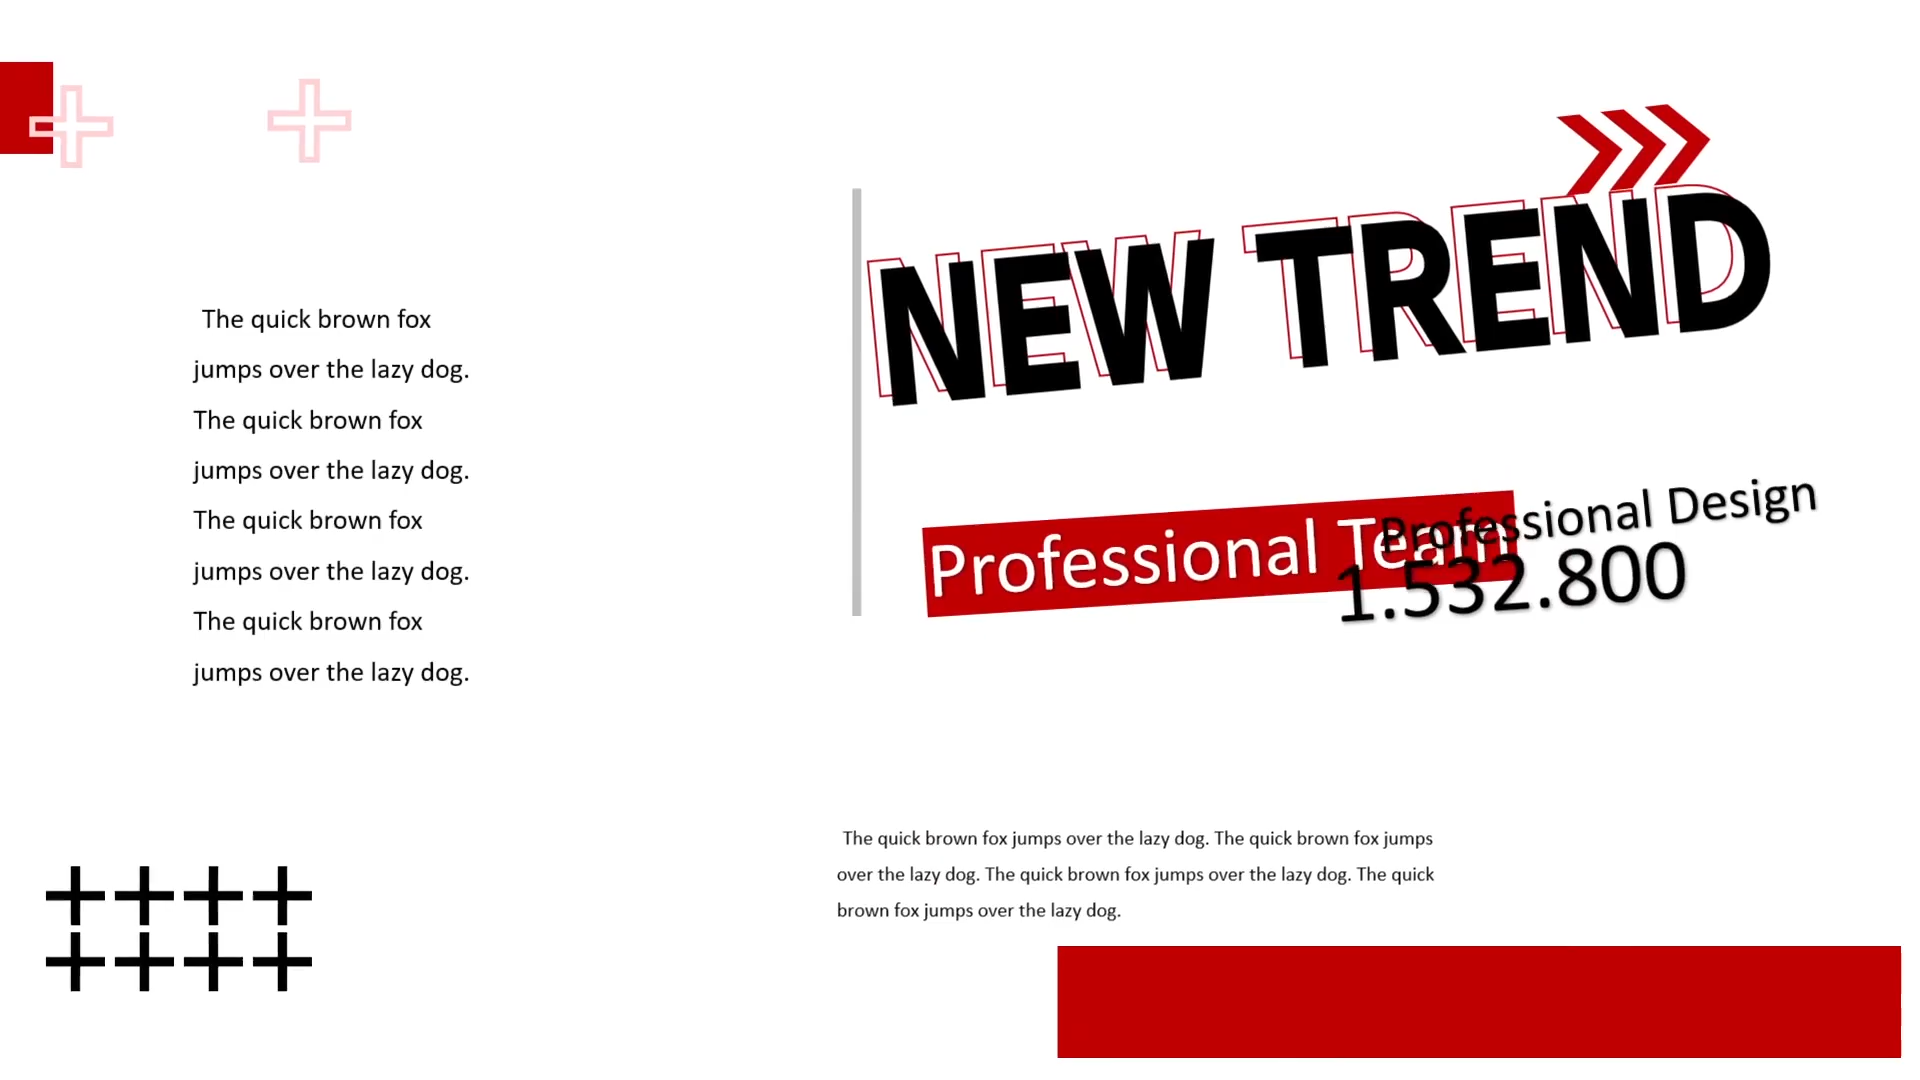 The quick brown fox
jumps over the lazy dog.
The quick brown fox
jumps over the lazy dog.
The quick brown fox
jumps over the lazy dog.
The quick brown fox
jumps over the lazy dog.
NEW TREND
Professional Team
Professional Design
1.532.800
The quick brown fox jumps over the lazy dog. The quick brown fox jumps
over the lazy dog. The quick brown fox jumps over the lazy dog. The quick
brown fox jumps over the lazy dog.